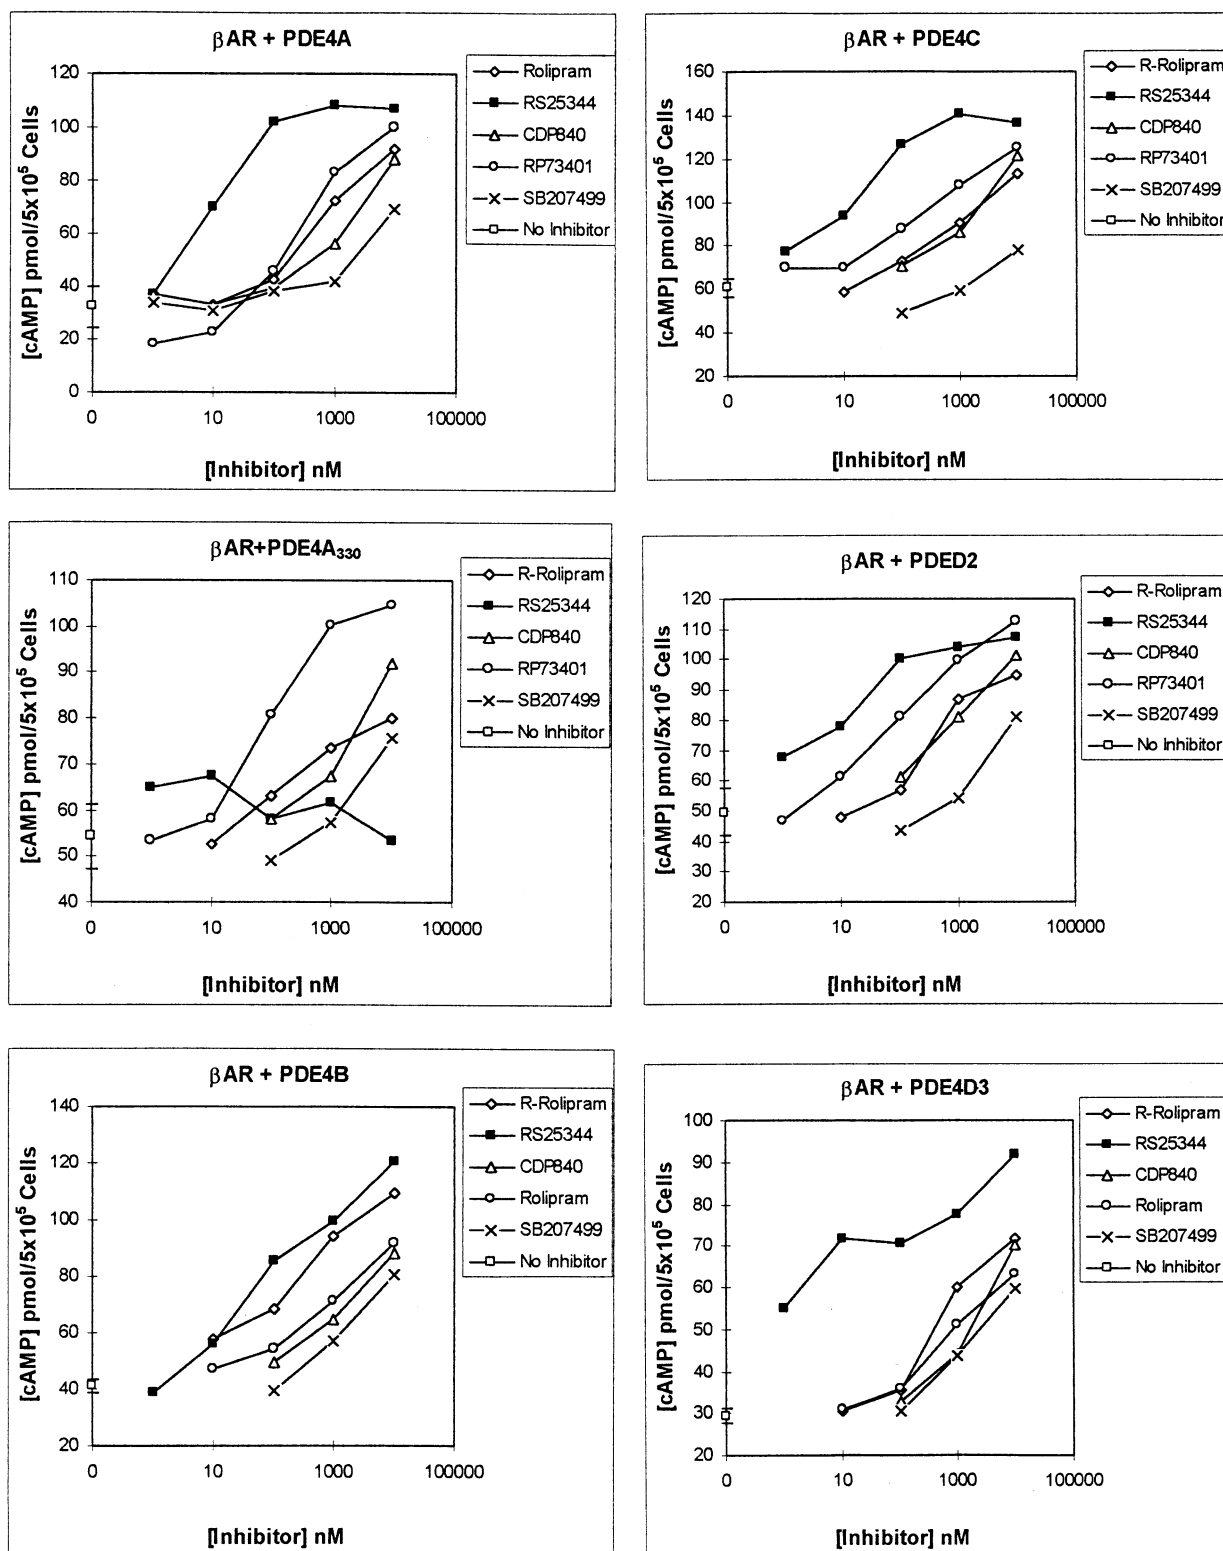 βAR + PDE4A
[cAMP] pmol/5x10⁵ Cells
120
100
80
60
40
20
0
0
10
1000
100000
[Inhibitor] nM
Rolipram
RS25344
CDP840
RP73401
SB207499
No Inhibitor
βAR + PDE4C
[cAMP] pmol/5x10⁵ Cells
160
140
120
100
80
60
40
20
0
10
1000
100000
[Inhibitor] nM
R-Rolipram
RS25344
CDP840
RP73401
SB207499
No Inhibitor
βAR+PDE4A₃₃₀
[cAMP] pmol/5x10⁵ Cells
110
100
90
80
70
60
50
40
0
10
1000
100000
[Inhibitor] nM
R-Rolipram
RS25344
CDP840
RP73401
SB207499
No Inhibitor
βAR + PDED2
[cAMP] pmol/5x10⁵ Cells
120
110
100
90
80
70
60
50
40
30
20
0
10
1000
100000
[Inhibitor] nM
R-Rolipram
RS25344
CDP840
RP73401
SB207499
No Inhibitor
βAR + PDE4B
[cAMP] pmol/5x10⁵ Cells
140
120
100
80
60
40
20
0
10
1000
100000
[Inhibitor] nM
R-Rolipram
RS25344
CDP840
Rolipram
SB207499
No Inhibitor
βAR + PDE4D3
[cAMP] pmol/5x10⁵ Cells
100
90
80
70
60
50
40
30
20
0
10
1000
100000
[Inhibitor] nM
R-Rolipram
RS25344
CDP840
Rolipram
SB207499
No Inhibitor